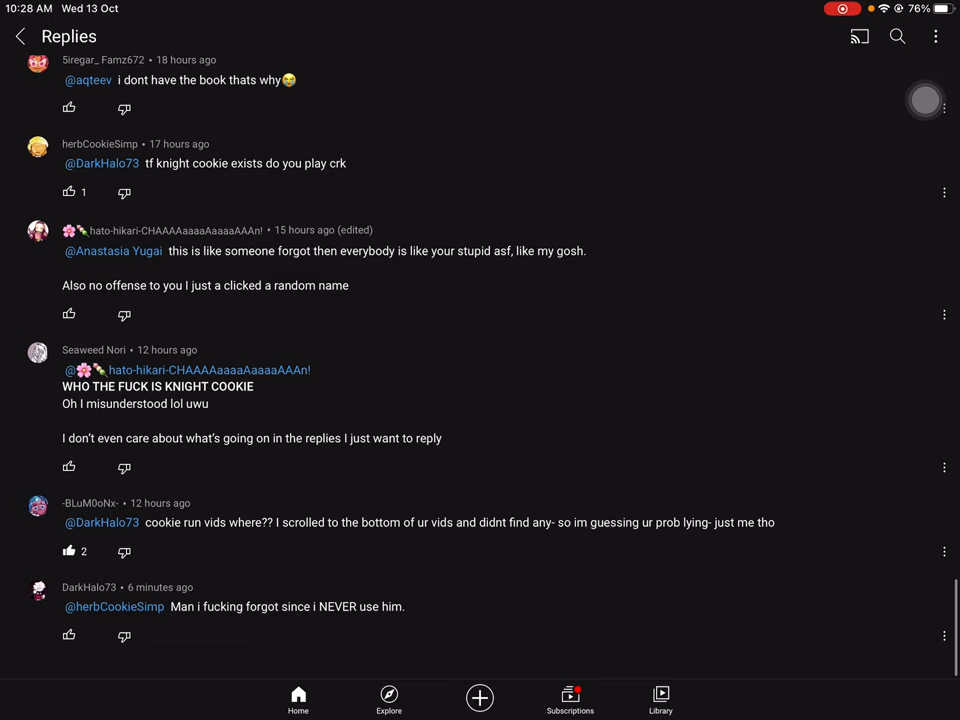 10:28 AM Wed 13 Oct
76%
Replies
5iregar_ Famz672 • 18 hours ago
@aqteev i dont have the book thats why😭
herbCookieSimp • 17 hours ago
@DarkHalo73 tf knight cookie exists do you play crk
1
🌸🍡hato-hikari-CHAAAAaaaaAaaaaAAAn! • 15 hours ago (edited)
@Anastasia Yugai this is like someone forgot then everybody is like your stupid asf, like my gosh.
Also no offense to you I just a clicked a random name
Seaweed Nori • 12 hours ago
@🌸🍡hato-hikari-CHAAAAaaaaAaaaaAAAn!
WHO THE FUCK IS KNIGHT COOKIE
Oh I misunderstood lol uwu
I don’t even care about what’s going on in the replies I just want to reply
-BLuM0oNx- • 12 hours ago
@DarkHalo73 cookie run vids where?? I scrolled to the bottom of ur vids and didnt find any- so im guessing ur prob lying- just me tho
2
DarkHalo73 • 6 minutes ago
@herbCookieSimp Man i fucking forgot since i NEVER use him.
Home Explore Subscriptions Library